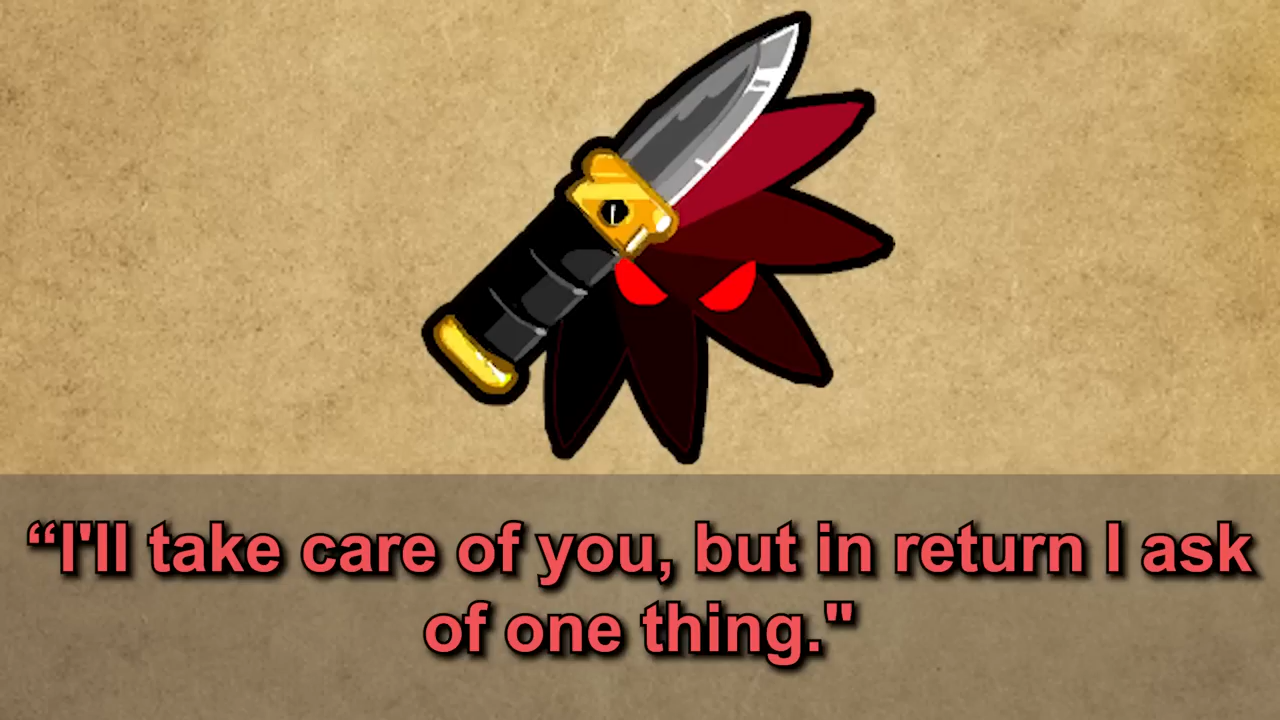 “I'll take care of you, but in return I ask
of one thing."